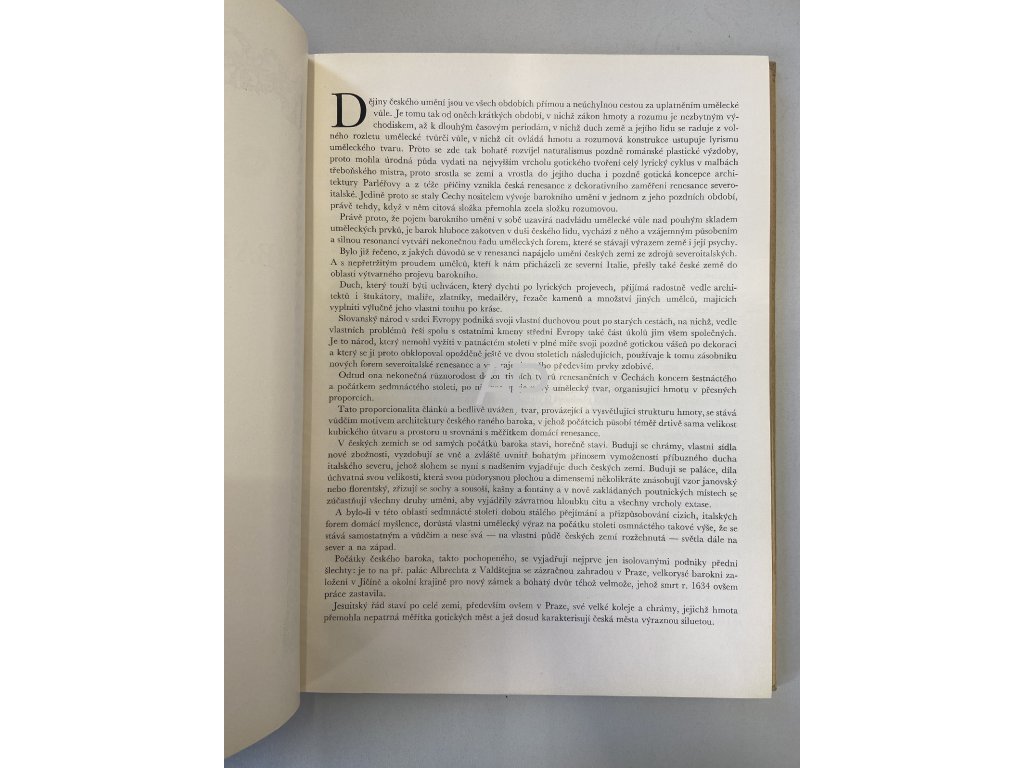 Dějiny českého umění jsou ve všech obdobích přímou a neúchylnou cestou za uplatněním umělecké
vůle. Je tomu tak od oněch krátkých období, v nichž zákon hmoty a rozumu je nezbytným vý-
chodiskem, až k dlouhým časovým periodám, v nichž duch země a jejího lidu se raduje z vol-
ného rozletu umělecké tvůrčí vůle, v nichž cit ovládá hmotu a rozumová konstrukce ustupuje lyrismu
uměleckého tvaru. Proto se zde tak bohatě rozvíjel naturalismus pozdně románské plastické výzdoby,
proto mohla úrodná půda vydati na nejvyšším vrcholu gotického tvoření celý lyrický cyklus v malbách
třeboňského mistra, proto srostla se zemí a vrostla do jejího ducha i pozdně gotická koncepce archi-
tektury Parléřovy a z téže příčiny vznikla česká renesance z dekorativního zaměření renesance severo-
italské. Jedině proto se staly Čechy nositelem vývoje barokního umění v jednom z jeho pozdních období,
právě tehdy, když v něm citová složka přemohla zcela složku rozumovou.
Právě proto, že pojem barokního umění v sobě uzavírá nadvládu umělecké vůle nad pouhým skladem
uměleckých prvků, je barok hluboce zakotven v duši českého lidu, vychází z něho a vzájemným působením
a silnou resonancí vytváří nekonečnou řadu uměleckých forem, které se stávají výrazem země i její psychy.
Bylo již řečeno, z jakých důvodů se v renesanci napájelo umění českých zemí ze zdrojů severoitalských.
A s nepřetržitým proudem umělců, kteří k nám přicházeli ze severní Italie, přešly také české země do
oblasti výtvarného projevu barokního.
Duch, který touží býti uchvácen, který dychtí po lyrických projevech, přijímá radostně vedle archi-
tektů i štukátory, malíře, zlatníky, medailéry, řezače kamenů a množství jiných umělců, majících
vyplniti výlučně jeho vlastní touhu po kráse.
Slovanský národ v srdci Evropy podniká svoji vlastní duchovou pout po starých cestách, na nichž, vedle
vlastních problémů řeší spolu s ostatními kmeny střední Evropy také část úkolů jim všem společných.
Je to národ, který nemohl vyžíti v patnáctém století v plné míře svoji pozdně gotickou vášeň po dekoraci
a který se jí proto obklopoval opožděně ještě ve dvou stoletích následujících, používaje k tomu zásobníku
nových forem severoitalské renesance a jejího především prvky zdobivé.
Odtud ona nekonečná různorodost tvarů renesančních v Čechách koncem šestnáctého
a počátkem sedmnáctého století, po umělecký tvar, organisující hmotu v přesných
proporcích.
Tato proporcionalita článků a bedlivě uvážený tvar, provázející a vysvětlující strukturu hmoty, se stává
vůdčím motivem architektury českého raného baroka, v jehož počátcích působí téměř drtivě sama velikost
kubického útvaru a prostoru u srovnání s měřítkem domácí renesance.
V českých zemích se od samých počátků baroka staví, horečně staví. Budují se chrámy, vlastní sídla
nové zbožnosti, vyzdobují se vně a zvláště uvnitř bohatým přínosem vymožeností příbuzného ducha
italského severu, jehož slohem se nyní s nadšením vyjadřuje duch českých zemí. Budují se paláce, díla
úchvatná svou velikostí, která svou půdorysnou plochou a dimensemi několikráte znásobují vzor janovský
nebo florentský, zřizují se sochy a sousoší, kašny a fontány a v nově zakládaných poutnických místech se
zúčastňují všechny druhy umění, aby vyjádřily závratnou hloubku citu a všechny vrcholy extase.
A bylo-li v této oblasti sedmnácté století dobou stálého přejímání a přizpůsobování cizích, italských
forem domácí myšlence, dorůstá vlastní umělecký výraz na počátku století osmnáctého takové výše, že se
stává samostatným a vůdčím a nese svá — na vlastní půdě českých zemí rozžehnutá — světla dále na
sever a na západ.
Počátky českého baroka, takto pochopeného, se vyjadřují nejprve jen isolovanými podniky přední
šlechty: je to na př. palác Albrechta z Valdštejna se zázračnou zahradou v Praze, velkorysé barokní za-
ložení v Jičíně a okolní krajině pro nový zámek a bohatý dvůr téhož velmože, jehož smrt r. 1634 ovšem
práce zastavila.
Jesuitský řád staví po celé zemi, především ovšem v Praze, své velké koleje a chrámy, jejichž hmota
přemohla nepatrná měřítka gotických měst a jež dosud karakterisují česká města výraznou siluetou.